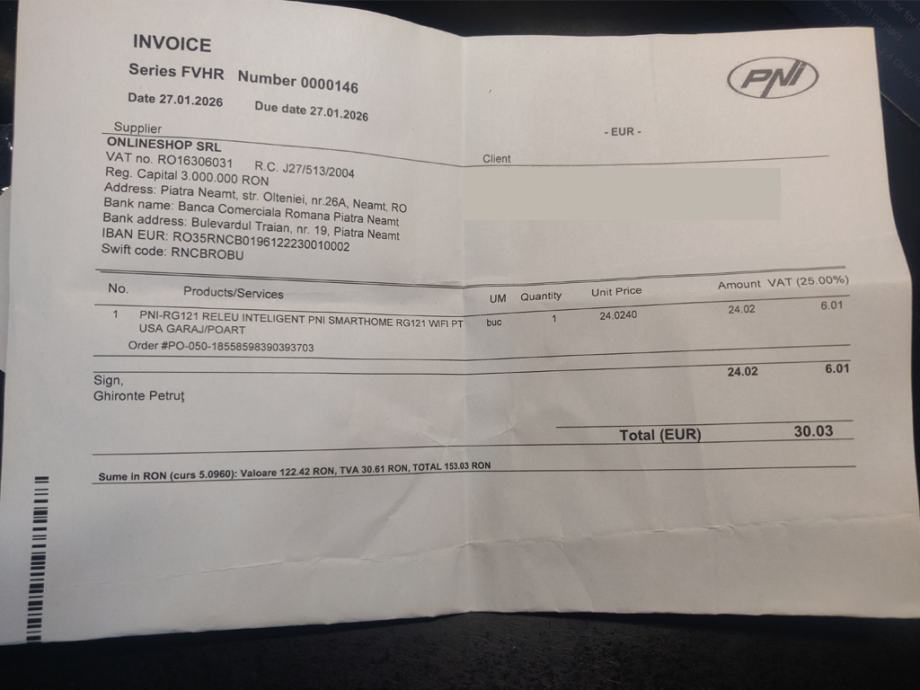 INVOICE
Series FVHR Number 0000146
Date 27.01.2026 Due date 27.01.2026
PNI
- EUR -
Supplier
ONLINESHOP SRL
VAT no. RO16306031 R.C. J27/513/2004
Reg. Capital 3.000.000 RON
Address: Piatra Neamt, str. Olteniei, nr.26A, Neamt, RO
Bank name: Banca Comerciala Romana Piatra Neamt
Bank address: Bulevardul Traian, nr. 19, Piatra Neamt
IBAN EUR: RO35RNCB0196122230010002
Swift code: RNCBROBU
Client
No. Products/Services UM Quantity Unit Price Amount VAT (25.00%)
1 PNI-RG121 RELEU INTELIGENT PNI SMARTHOME RG121 WIFI PT buc 1 24.0240 24.02 6.01
USA GARAJ/POART
Order #PO-050-18558598390393703
24.02 6.01
Sign,
Ghironte Petruț
Total (EUR) 30.03
Sume in RON (curs 5.0960): Valoare 122.42 RON, TVA 30.61 RON, TOTAL 153.03 RON